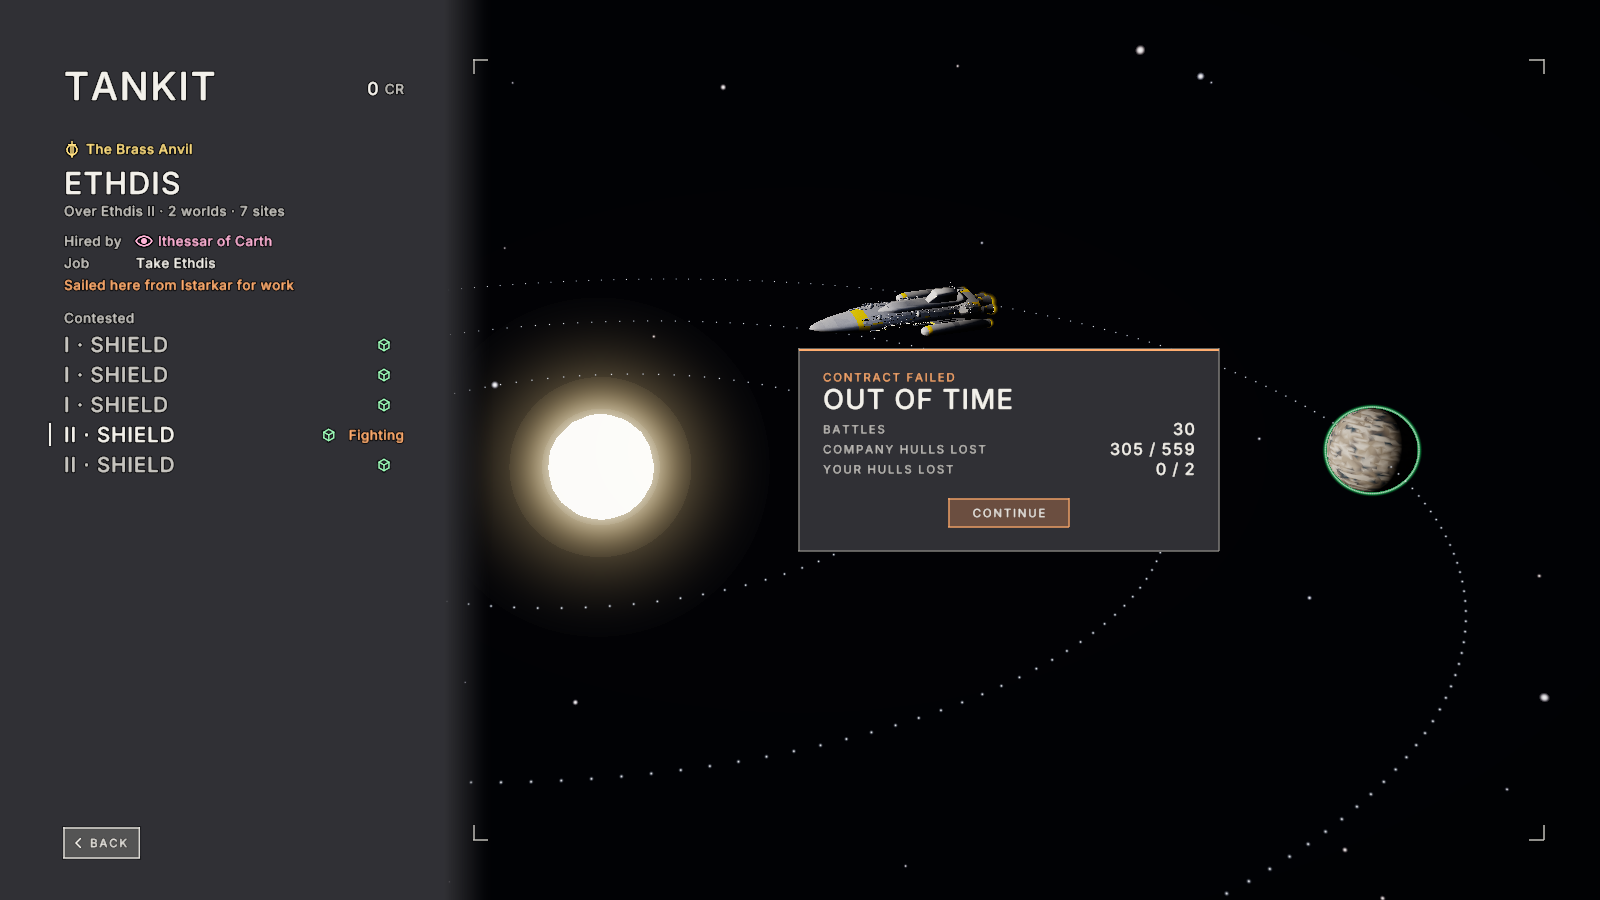 TANKIT
0 CR
The Brass Anvil
ETHDIS
Over Ethdis II · 2 worlds · 7 sites
Hired by Ithessar of Carth
Job Take Ethdis
Sailed here from Istarkar for work
Contested
I · SHIELD
I · SHIELD
I · SHIELD
II · SHIELD Fighting
II · SHIELD
BACK
CONTRACT FAILED
OUT OF TIME
BATTLES 30
COMPANY HULLS LOST 305 / 559
YOUR HULLS LOST 0 / 2
CONTINUE